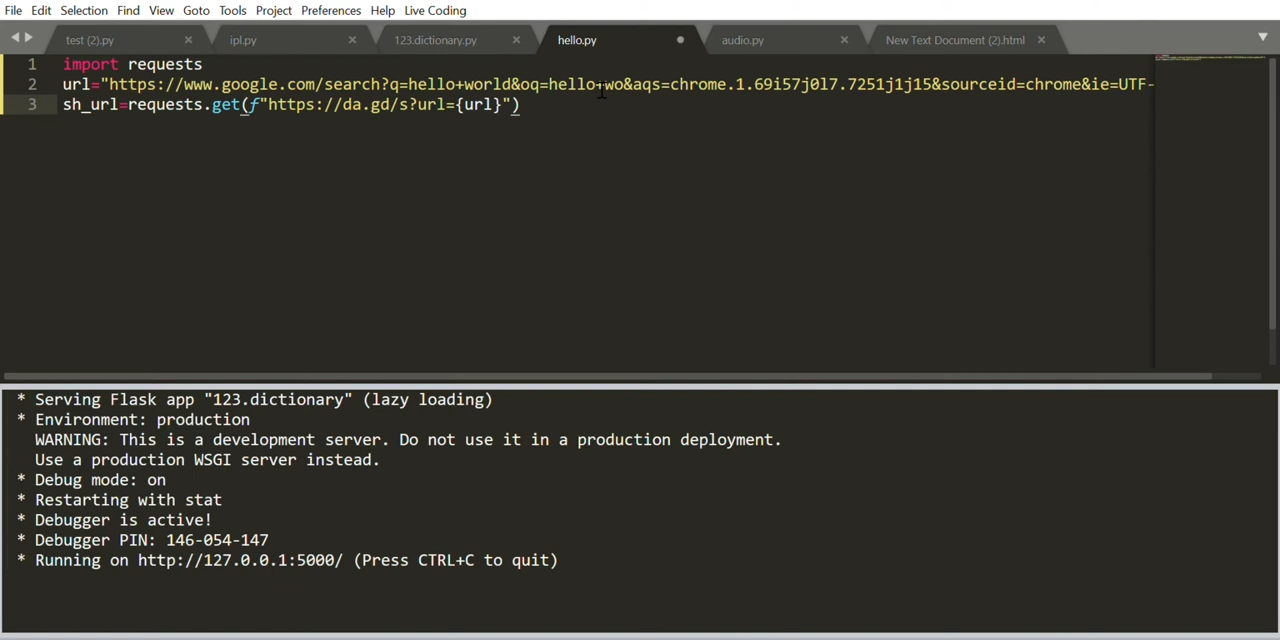 File Edit Selection Find View Goto Tools Project Preferences Help Live Coding
test (2).py ipl.py 123.dictionary.py hello.py audio.py New Text Document (2).html
1 import requests
2 url="https://www.google.com/search?q=hello+world&oq=hello+wo&aqs=chrome.1.69i57j0l7.7251j1j15&sourceid=chrome&ie=UTF-
3 sh_url=requests.get(f"https://da.gd/s?url={url}")
* Serving Flask app "123.dictionary" (lazy loading)
* Environment: production
WARNING: This is a development server. Do not use it in a production deployment.
Use a production WSGI server instead.
* Debug mode: on
* Restarting with stat
* Debugger is active!
* Debugger PIN: 146-054-147
* Running on http://127.0.0.1:5000/ (Press CTRL+C to quit)